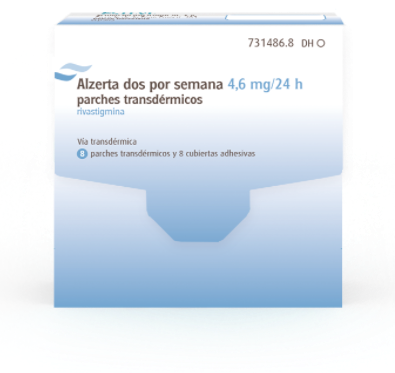 731486.8 DH O
Alzerta dos por semana 4,6 mg/24 h
parches transdérmicos
rivastigmina
Vía transdérmica
8 parches transdérmicos y 8 cubiertas adhesivas